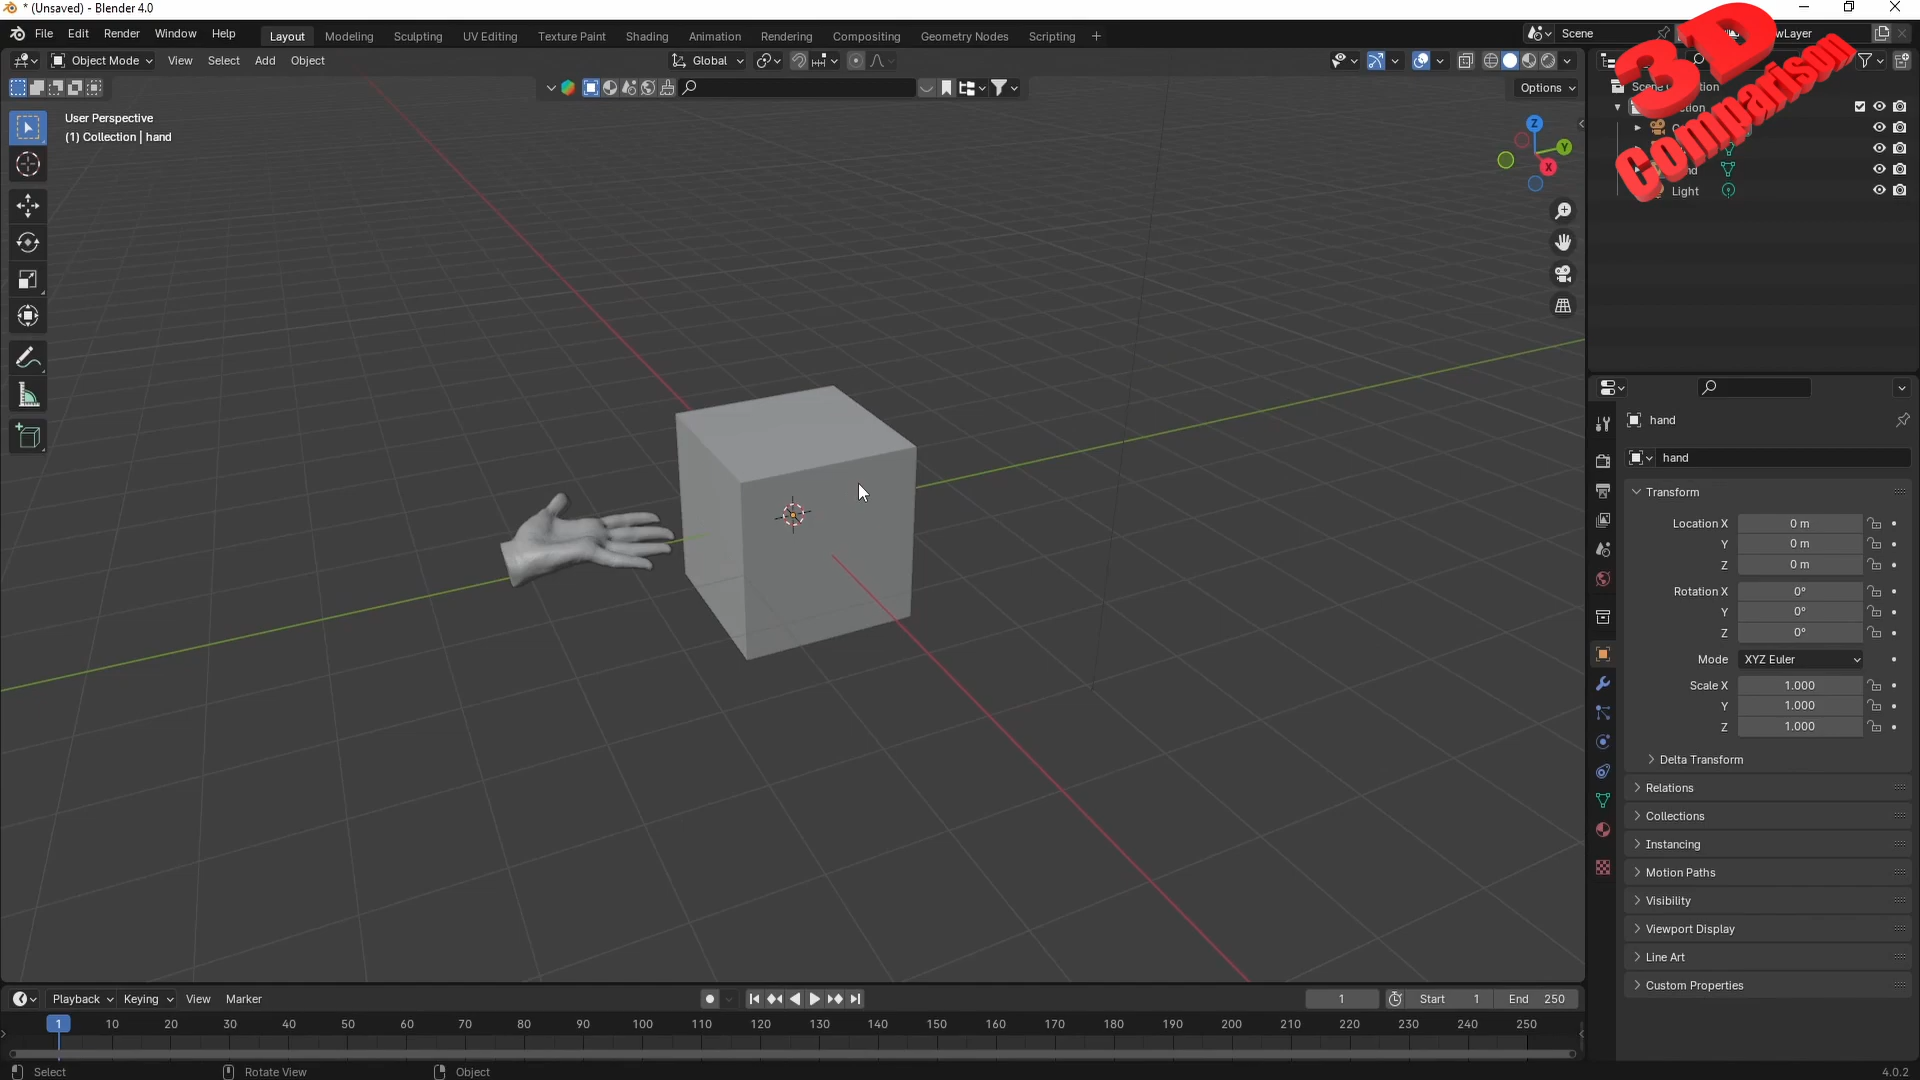 * (Unsaved) - Blender 4.0
File Edit Render Window Help Layout Modeling Sculpting UV Editing Texture Paint Shading Animation Rendering Compositing Geometry Nodes Scripting + Scene
3D
Comparison
Object Mode View Select Add Object Global
Options
User Perspective
(1) Collection | hand
Z
Y
X
Light
hand
hand
Transform
Location X 0 m
Y 0 m
Z 0 m
Rotation X 0°
Y 0°
Z 0°
Mode XYZ Euler
Scale X 1.000
Y 1.000
Z 1.000
Delta Transform
Relations
Collections
Instancing
Motion Paths
Visibility
Viewport Display
Line Art
Custom Properties
Playback Keying View Marker 1 Start 1 End 250
1 10 20 30 40 50 60 70 80 90 100 110 120 130 140 150 160 170 180 190 200 210 220 230 240 250
Select Rotate View Object 4.0.2